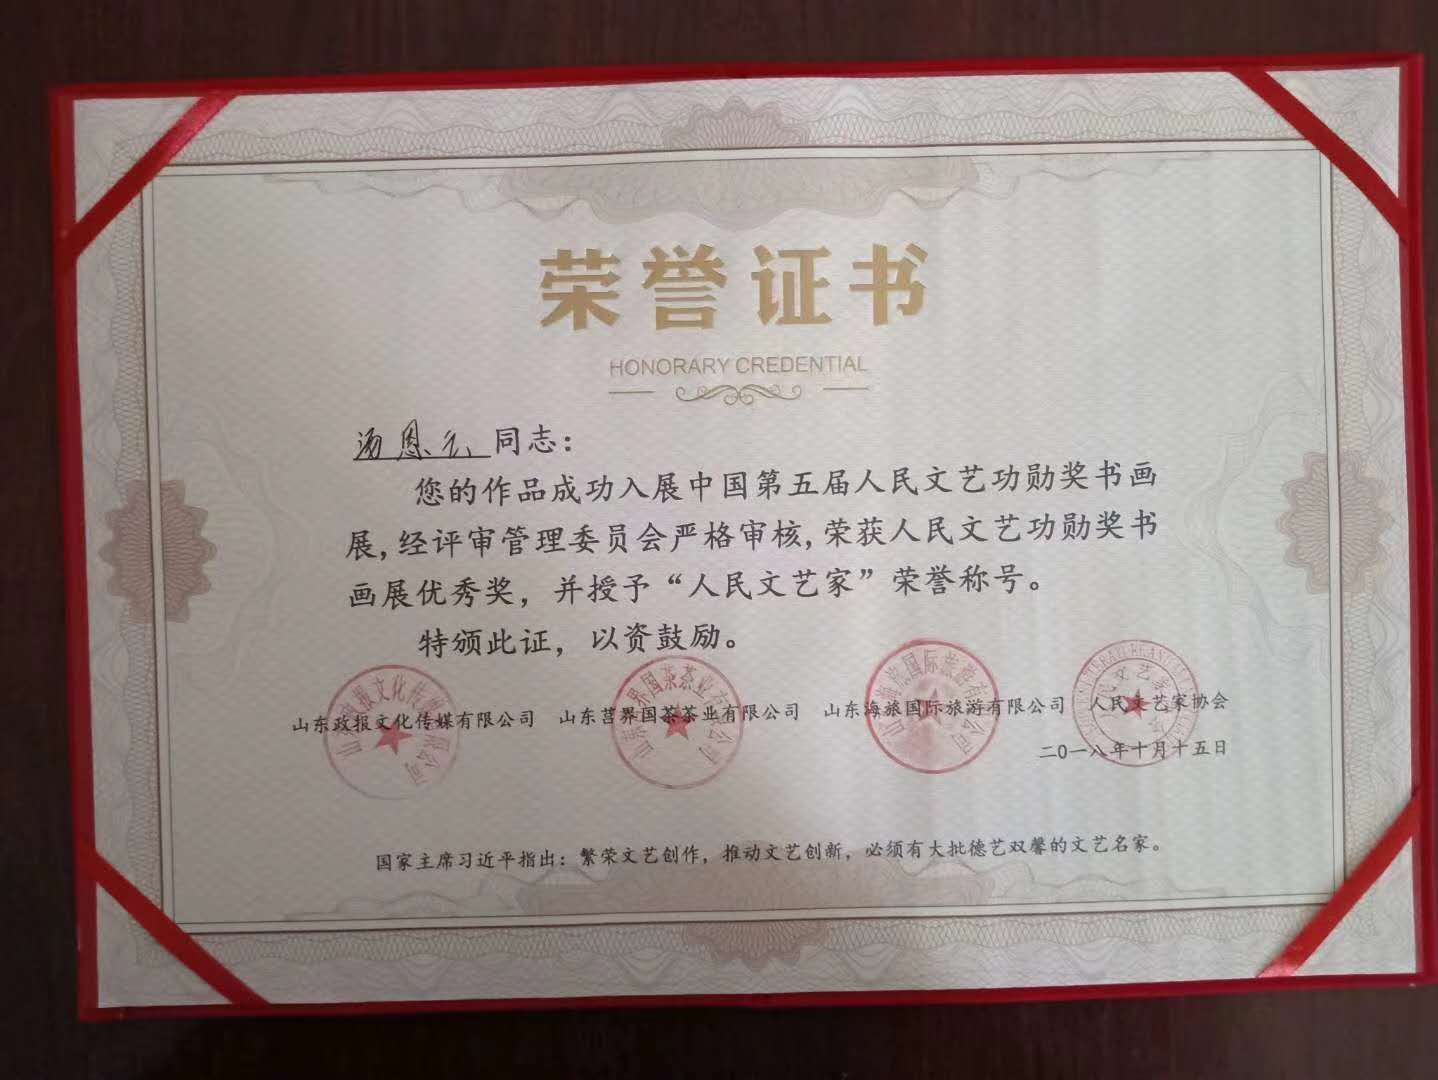 荣誉证书
HONORARY CREDENTIAL
汤恩云同志：
您的作品成功入展中国第五届人民文艺功勋奖书画
展,经评审管理委员会严格审核,荣获人民文艺功勋奖书
画展优秀奖，并授予“人民文艺家”荣誉称号。
特颁此证，以资鼓励。
山东政报文化传媒有限公司 山东莒界国茶茶业有限公司 山东海旅国际旅游有限公司 人民文艺家协会
二0一八年十月十五日
国家主席习近平指出：繁荣文艺创作，推动文艺创新，必须有大批德艺双馨的文艺名家。